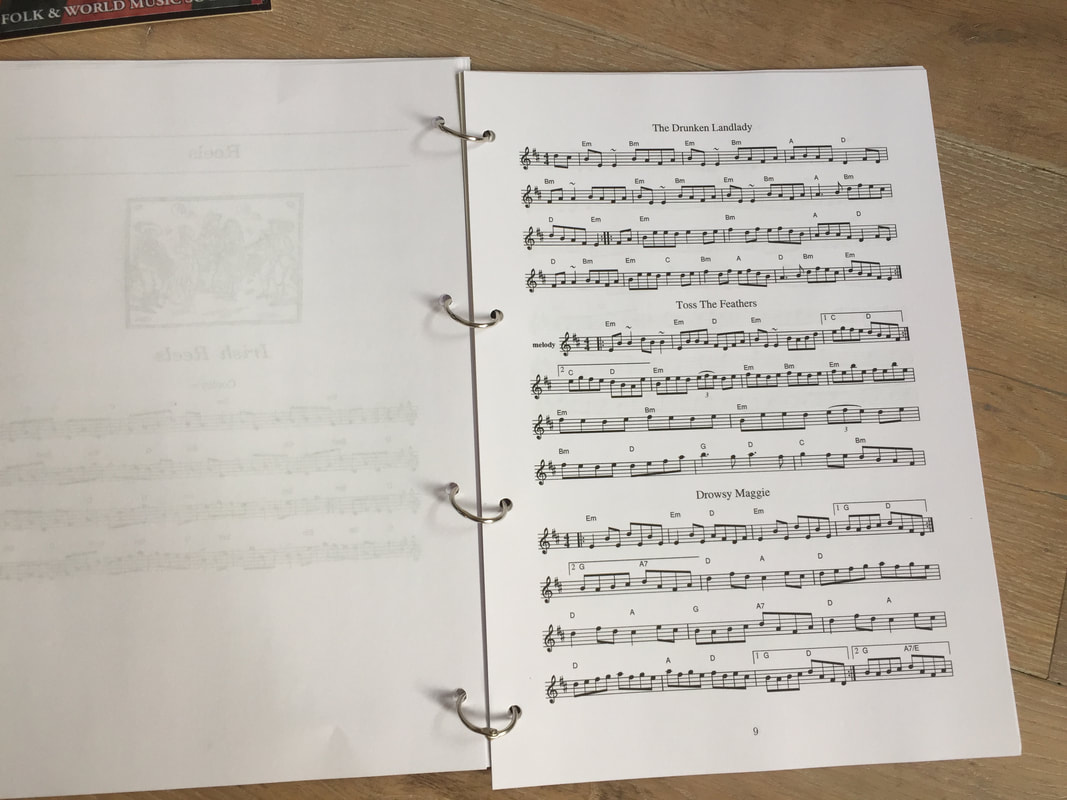 FOLK & WORLD MUSIC
Reels
Irish Reels
The Drunken Landlady
Em Bm Em Bm A D
Bm Em Bm Em Bm A Bm
D Em Em Bm A D
D Bm Em C Bm A D Bm Em
Toss The Feathers
melody
Em Em D Em 1 C D
2 C D Em Em Bm Em
3
Em Bm Em
3
Bm D G D C Bm
Drowsy Maggie
Em Em D Em 1 G D
2 G A7 D A D
D A G A7 D A
D A D 1 G D 2 G A7/E
9